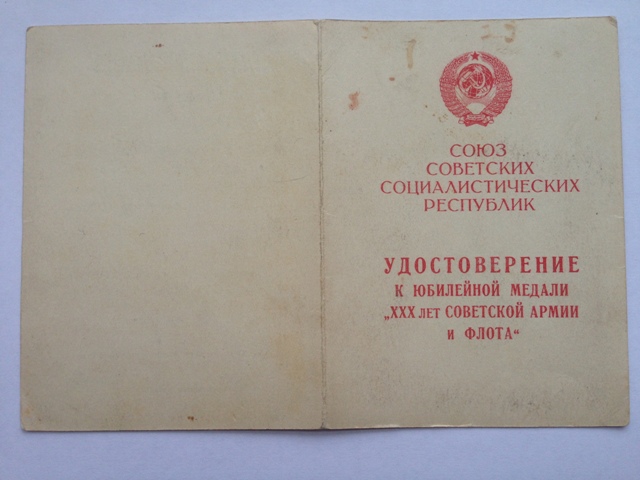 СОЮЗ
СОВЕТСКИХ
СОЦИАЛИСТИЧЕСКИХ
РЕСПУБЛИК
УДОСТОВЕРЕНИЕ
К ЮБИЛЕЙНОЙ МЕДАЛИ
„XXX ЛЕТ СОВЕТСКОЙ АРМИИ
И ФЛОТА“